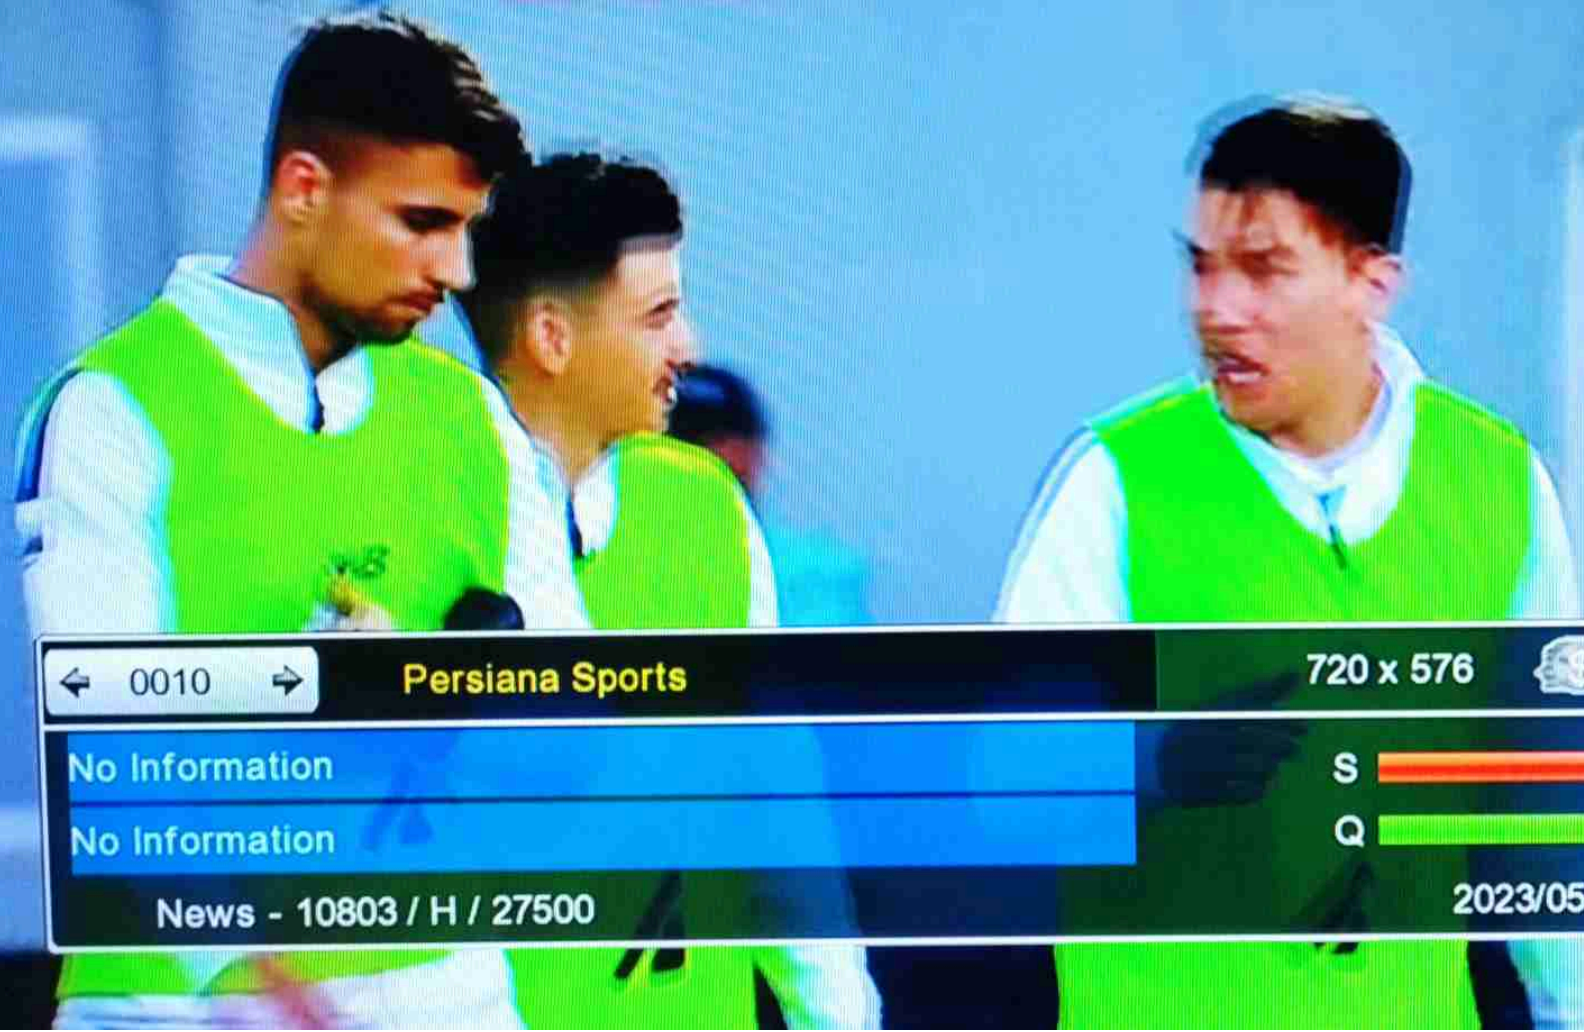 0010 Persiana Sports 720 x 576
No Information S
No Information Q
News - 10803 / H / 27500 2023/05